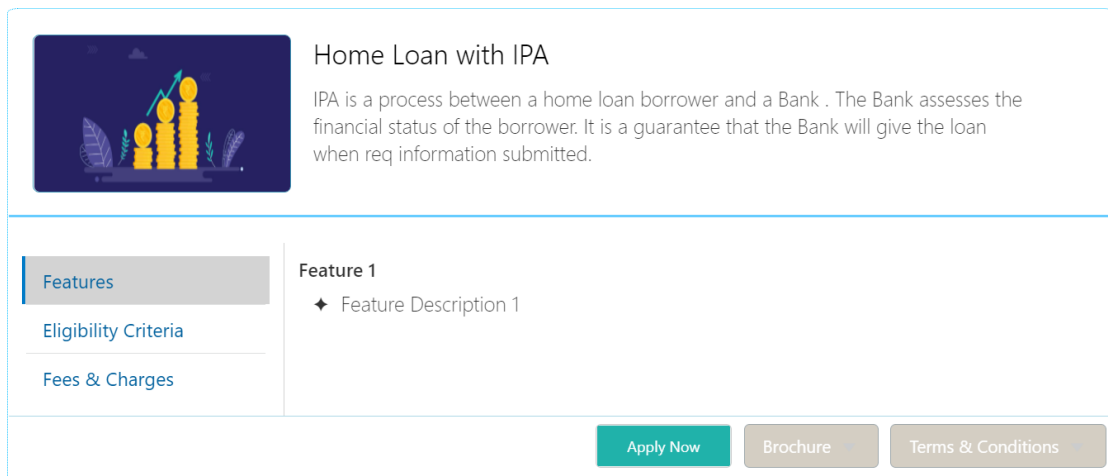 Home Loan with IPA
IPA is a process between a home loan borrower and a Bank . The Bank assesses the
financial status of the borrower. It is a guarantee that the Bank will give the loan
when req information submitted.
Features
Eligibility Criteria
Fees & Charges
Feature 1
Feature Description 1
Apply Now
Brochure
Terms & Conditions